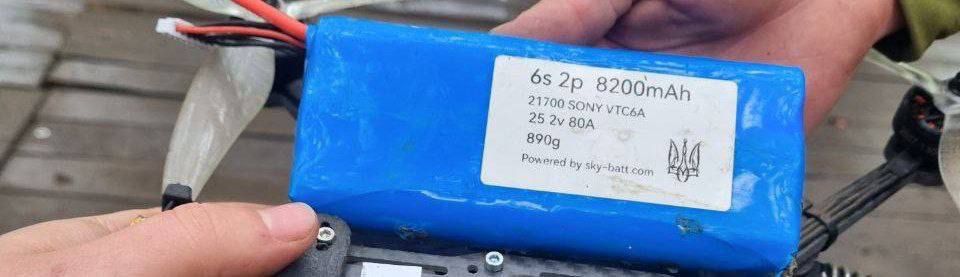 6s 2p 8200mAh
21700 SONY VTC6A
25.2v 80A
890g
Powered by sky-batt.com